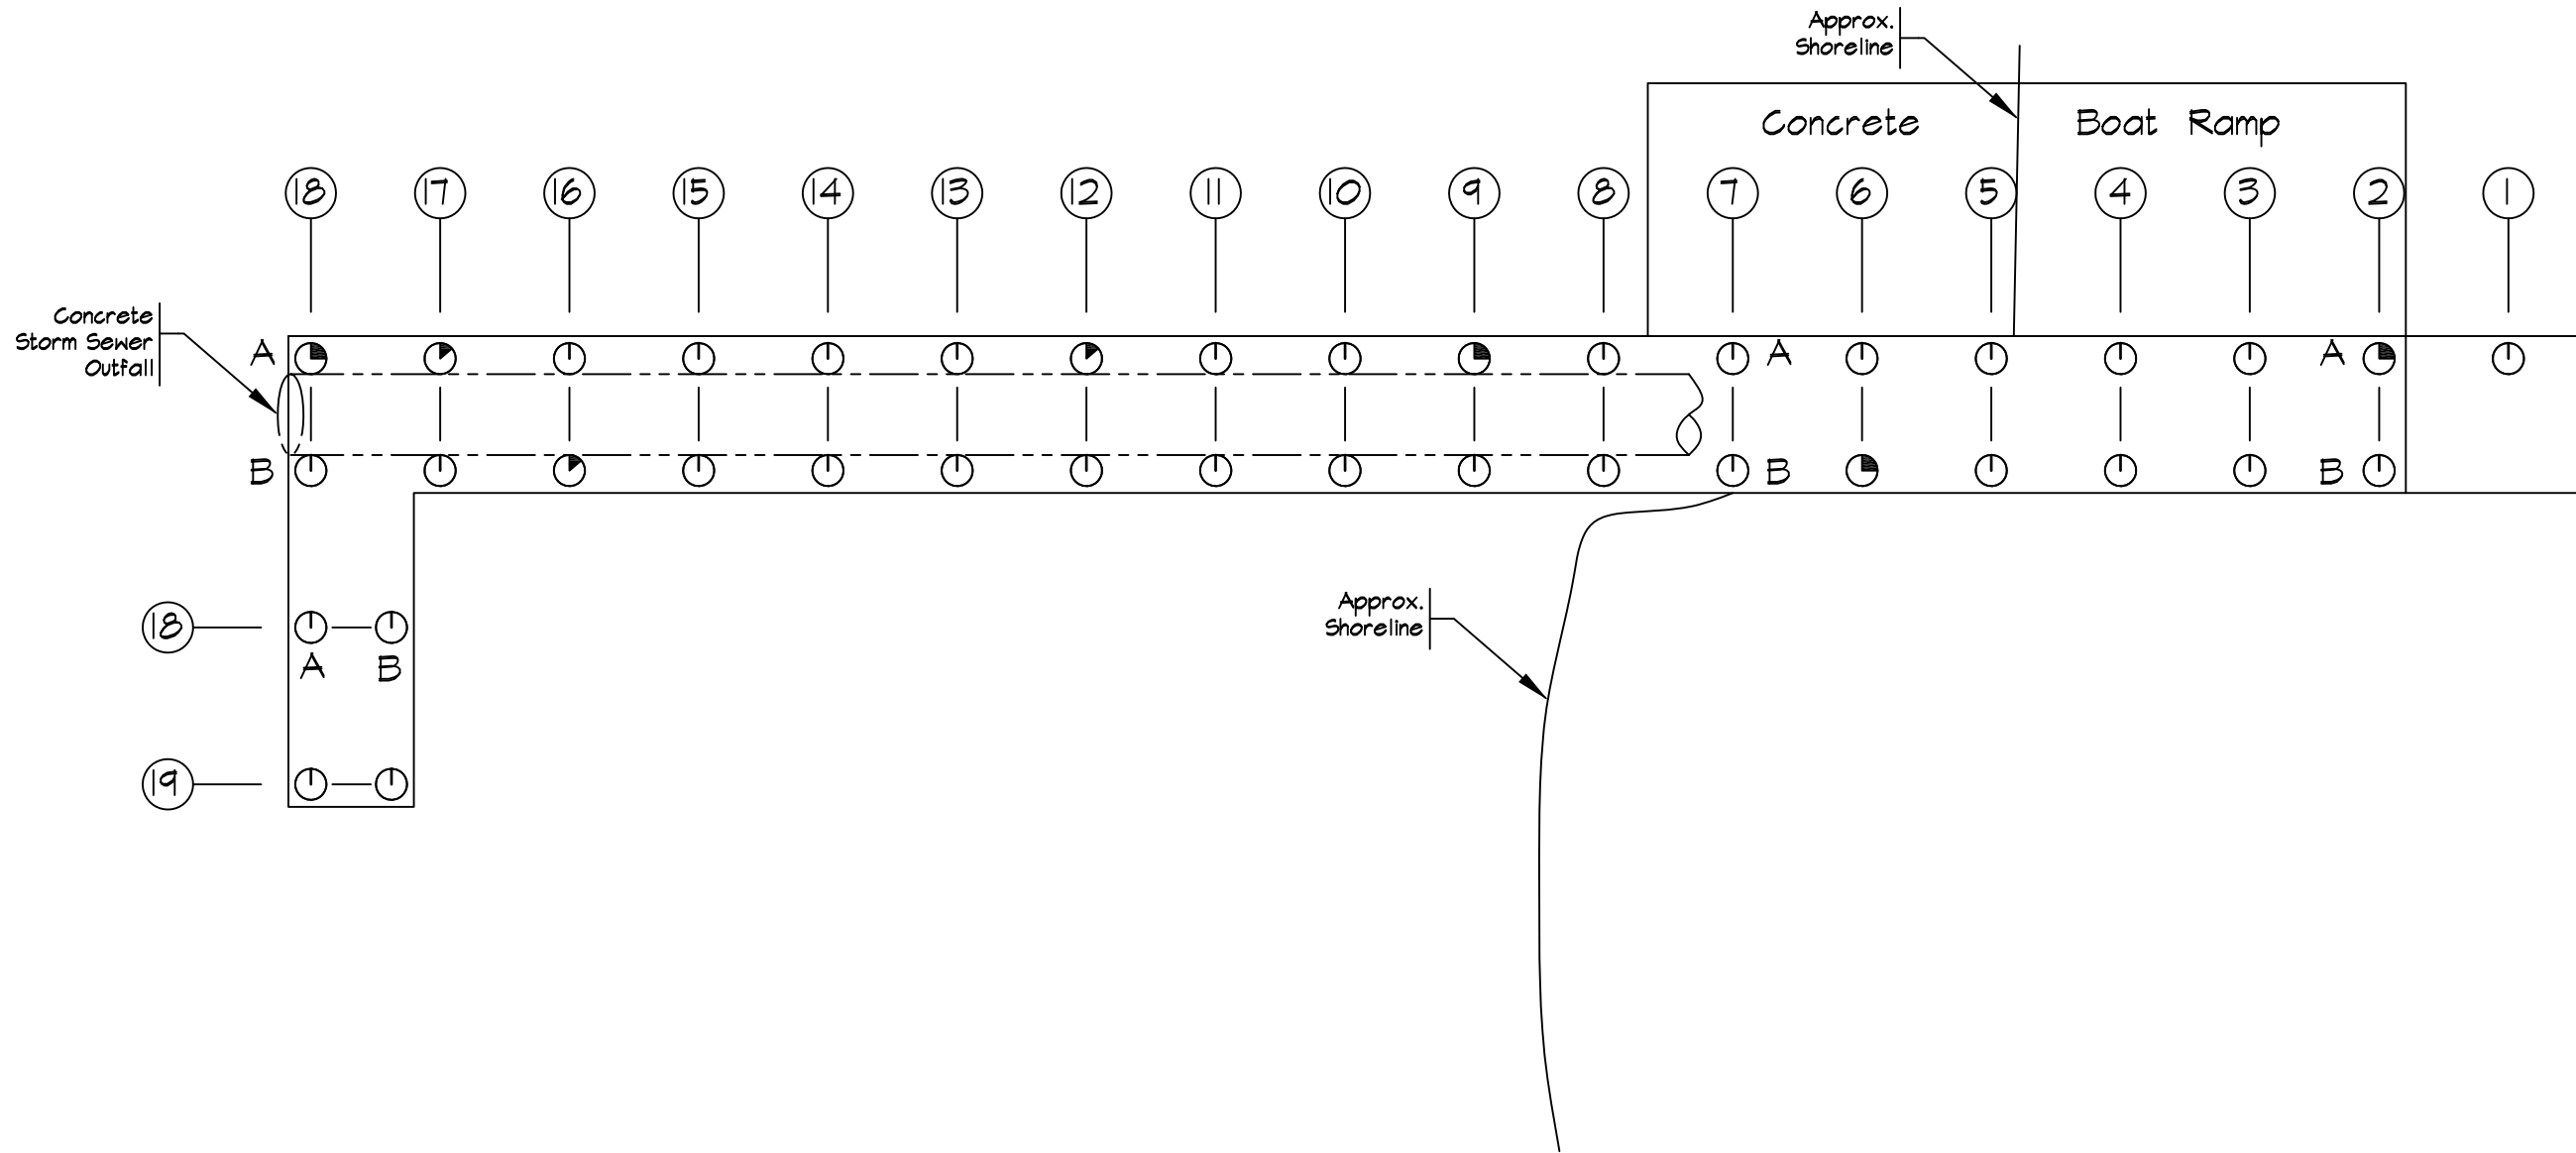 Approx.
Shoreline
Concrete Boat Ramp
18 17 16 15 14 13 12 11 10 9 8 7 6 5 4 3 2 1
Concrete
Storm Sewer
Outfall
A A A
B B B
Approx.
Shoreline
18
A B
19